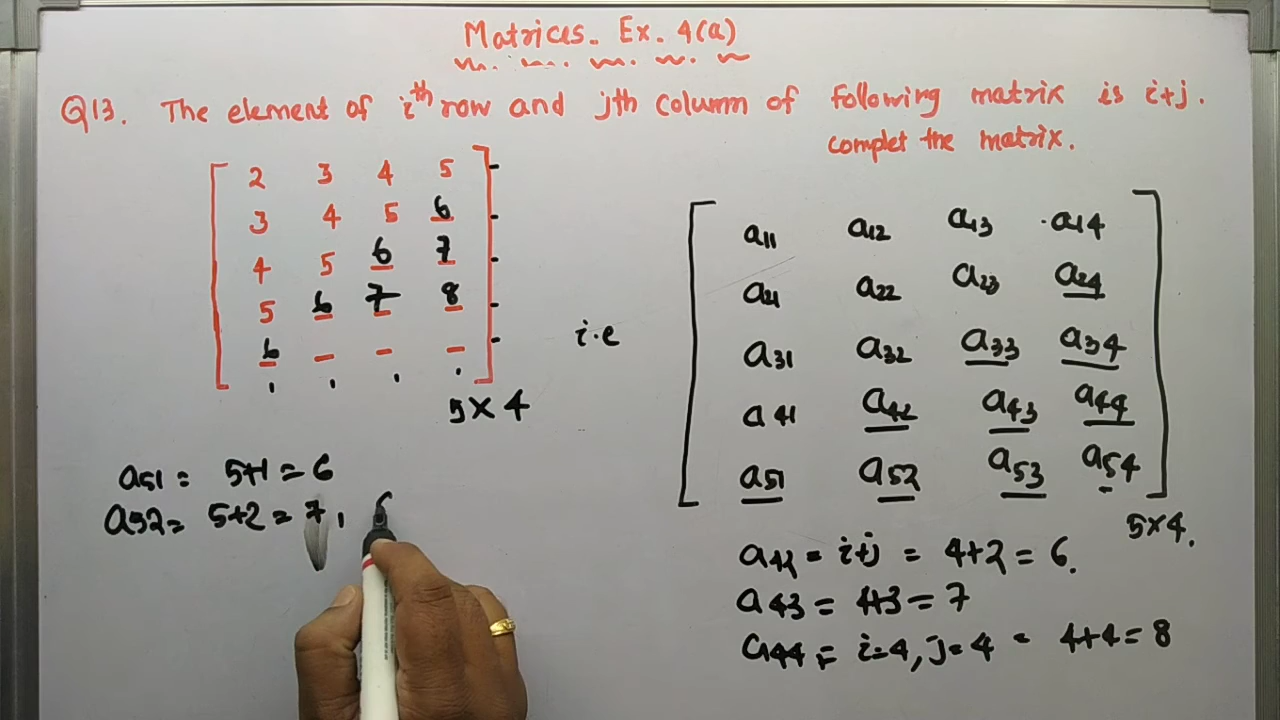 Matrices. Ex. 4(a)
Q13. The element of ith row and jth column of following matrix is i+j.
complet the matrix.
2 3 4 5
3 4 5 6
4 5 6 7
5 6 7 8
6 _ _ _
5×4
i.e
a11 a12 a13 a14
a21 a22 a23 a24
a31 a32 a33 a34
a41 a42 a43 a44
a51 a52 a53 a54
5×4.
a51 = 5+1 = 6
a52 = 5+2 = 7,
a42 = i+j = 4+2 = 6.
a43 = 4+3 = 7
a44 = i=4, j=4 = 4+4 = 8